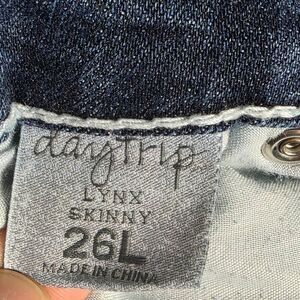 daytrip
LYNX
SKINNY
26L
MADE IN CHINA